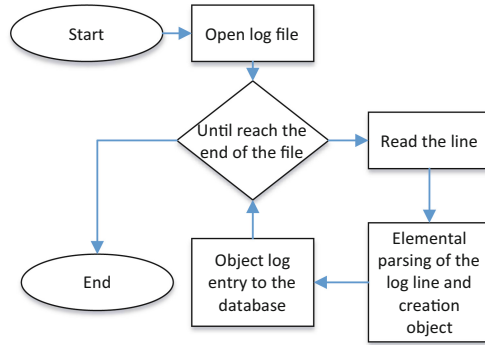 Start
Open log file
Until reach the
end of the file
Read the line
Elemental
parsing of the
log line and
creation
object
Object log
entry to the
database
End